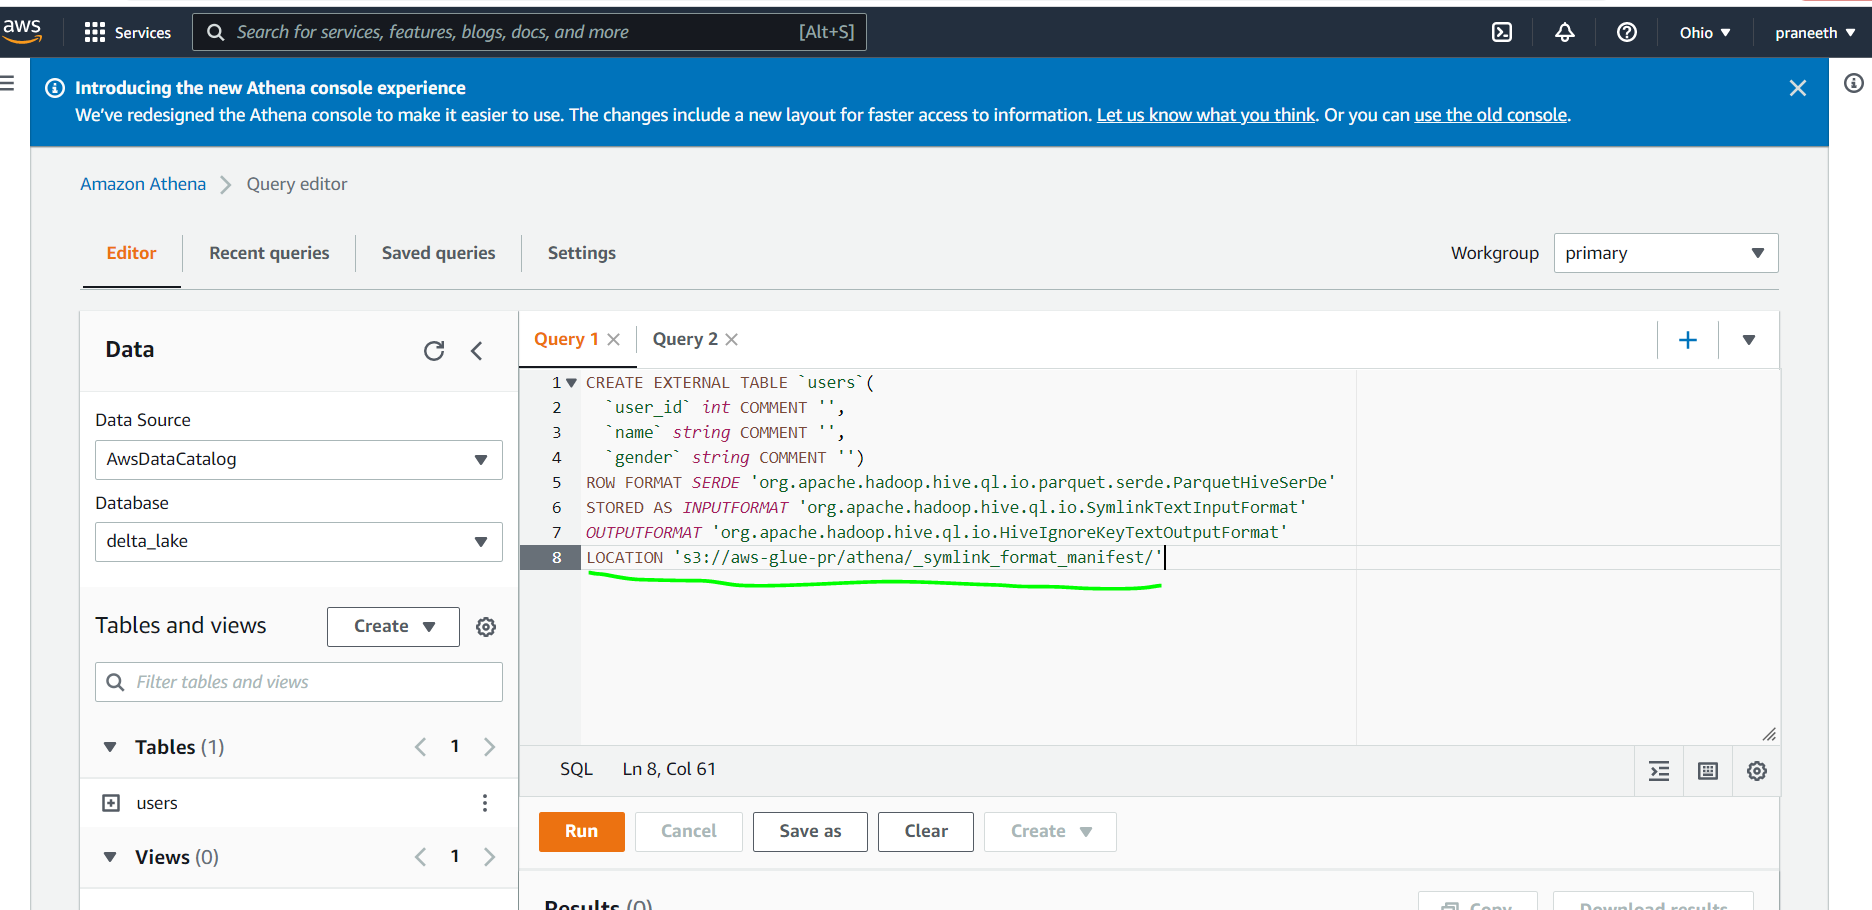 aws
Services
Search for services, features, blogs, docs, and more
[Alt+S]
Ohio ▼
praneeth ▼
Introducing the new Athena console experience
We've redesigned the Athena console to make it easier to use. The changes include a new layout for faster access to information. Let us know what you think. Or you can use the old console.
Amazon Athena > Query editor
Editor
Recent queries
Saved queries
Settings
Workgroup
primary
Data
Data Source
AwsDataCatalog
Database
delta_lake
Tables and views
Create
Filter tables and views
Tables (1)
1
users
Views (0)
1
Query 1
Query 2
1 CREATE EXTERNAL TABLE `users`(
2 `user_id` int COMMENT '',
3 `name` string COMMENT '',
4 `gender` string COMMENT '')
5 ROW FORMAT SERDE 'org.apache.hadoop.hive.ql.io.parquet.serde.ParquetHiveSerDe'
6 STORED AS INPUTFORMAT 'org.apache.hadoop.hive.ql.io.SymlinkTextInputFormat'
7 OUTPUTFORMAT 'org.apache.hadoop.hive.ql.io.HiveIgnoreKeyTextOutputFormat'
8 LOCATION 's3://aws-glue-pr/athena/_symlink_format_manifest/'
SQL
Ln 8, Col 61
Run
Cancel
Save as
Clear
Create
Results (0)
Copy
Download results